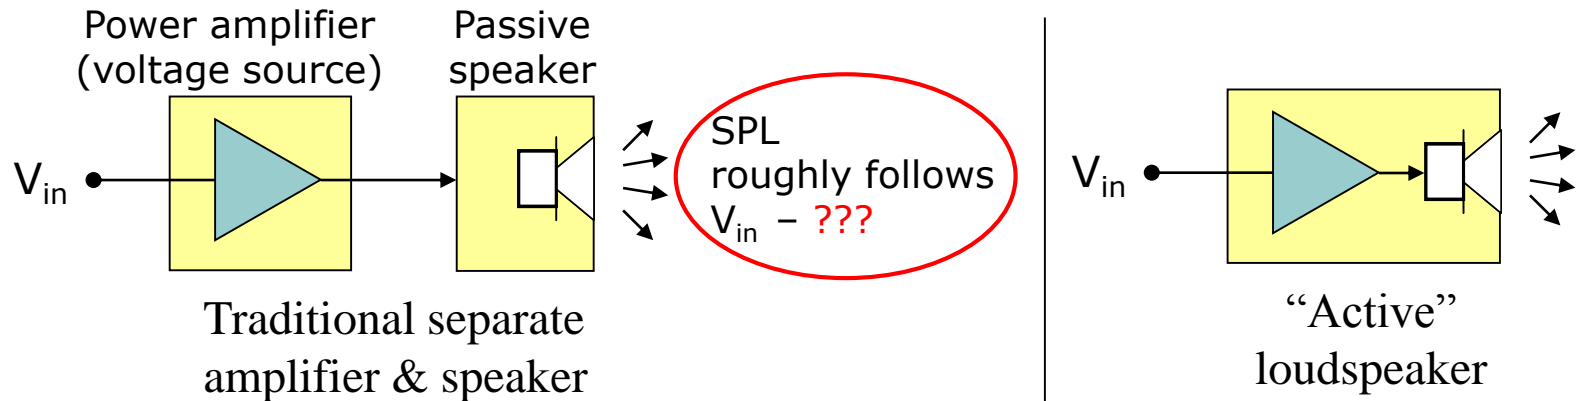 Power amplifier
(voltage source)
Passive
speaker
Vin
SPL
roughly follows
Vin – ???
Traditional separate
amplifier & speaker
Vin
“Active”
loudspeaker